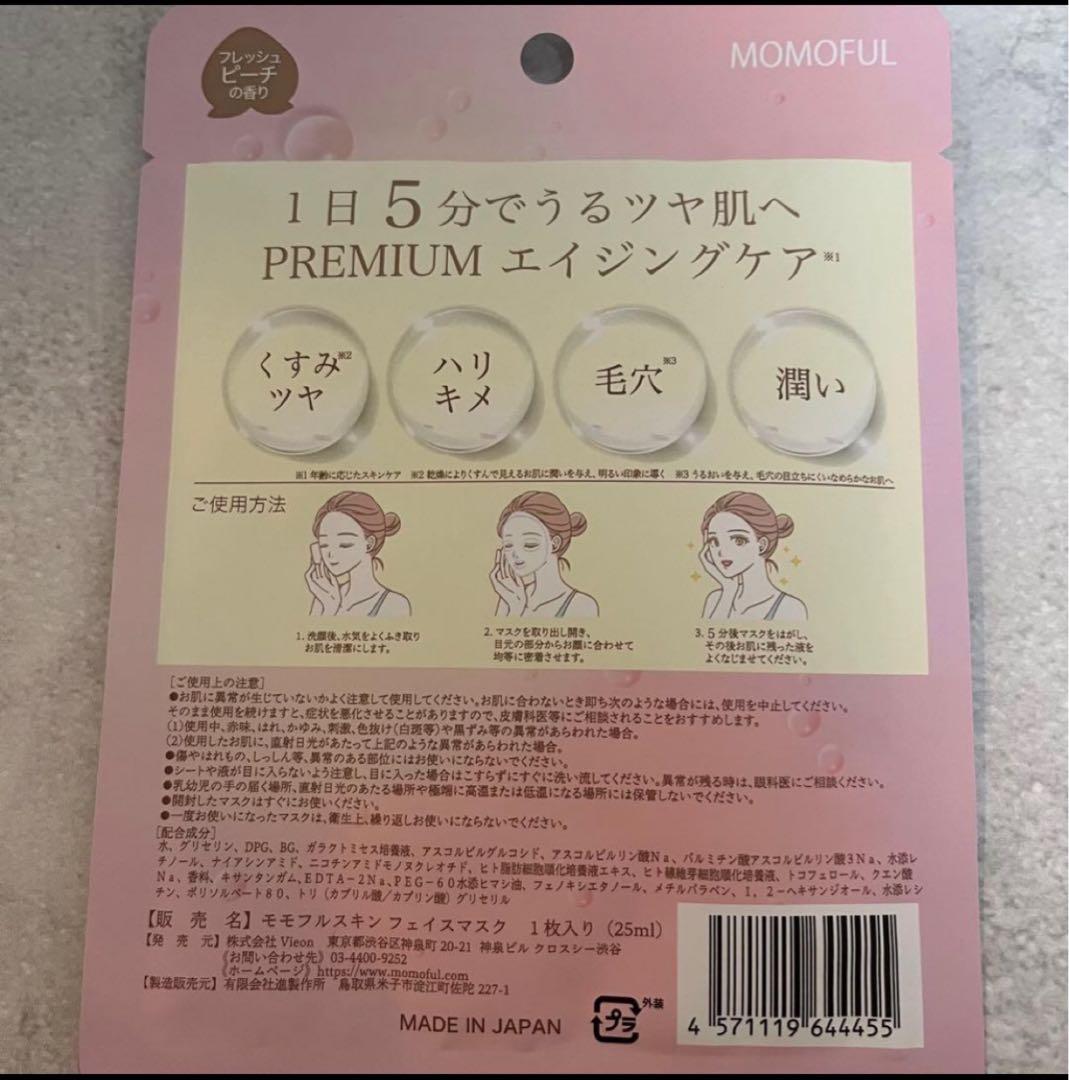 フレッシュ
ピーチ
の香り
MOMOFUL
1日5分でうるツヤ肌へ
PREMIUM エイジングケア※1
くすみ※2
ツヤ
ハリ
キメ
毛穴※3
潤い
※1 年齢に応じたスキンケア ※2 乾燥によりくすんで見えるお肌に潤いを与え、明るい印象に導く ※3 うるおいを与え、毛穴の目立ちにくいなめらかなお肌へ
ご使用方法
1. 洗顔後、水気をよくふき取り
お肌を清潔にします。
2. マスクを取り出し開き、
目元の部分からお顔に合わせて
均等に密着させます。
3. 5分後マスクをはがし、
その後お肌に残った液を
よくなじませてください。
[ご使用上の注意]
●お肌に異常が生じていないかよく注意して使用してください。お肌に合わないとき即ち次のような場合には、使用を中止してください。
そのまま使用を続けますと、症状を悪化させることがありますので、皮膚科医等にご相談されることをおすすめします。
(1)使用中、赤味、はれ、かゆみ、刺激、色抜け(白斑等)や黒ずみ等の異常があらわれた場合。
(2)使用したお肌に、直射日光があたって上記のような異常があらわれた場合。
●傷やはれもの、しっしん等、異常のある部位にはお使いにならないでください。
●シートや液が目に入らないよう注意し、目に入った場合はこすらずにすぐに洗い流してください。異常が残る時は、眼科医にご相談ください。
●乳幼児の手の届く場所、直射日光のあたる場所や極端に高温または低温になる場所には保管しないでください。
●開封したマスクはすぐにお使いください。
●一度お使いになったマスクは、衛生上、繰り返しお使いにならないでください。
[配合成分]
水、グリセリン、DPG、BG、ガラクトミセス培養液、アスコルビルグルコシド、アスコルビルリン酸Na、パルミチン酸アスコルビルリン酸3Na、水添レ
チノール、ナイアシンアミド、ニコチンアミドモノヌクレオチド、ヒト脂肪細胞順化培養液エキス、ヒト線維芽細胞順化培養液、トコフェロール、クエン酸
Na、香料、キサンタンガム、EDTA-2Na、PEG-60水添ヒマシ油、フェノキシエタノール、メチルパラベン、1,2-ヘキサンジオール、水添レシ
チン、ポリソルベート80、トリ(カプリル酸/カプリン酸)グリセリル
【販 売 名】モモフルスキン フェイスマスク 1枚入り(25ml)
【発 売 元】株式会社 Vieon 東京都渋谷区神泉町 20-21 神泉ビル クロスシー渋谷
《お問い合わせ先》03-4400-9252
《ホームページ》https://www.momoful.com
【製造販売元】有限会社進製作所 鳥取県米子市淀江町佐陀 227-1
MADE IN JAPAN
プラ
外装
4 571119 644455